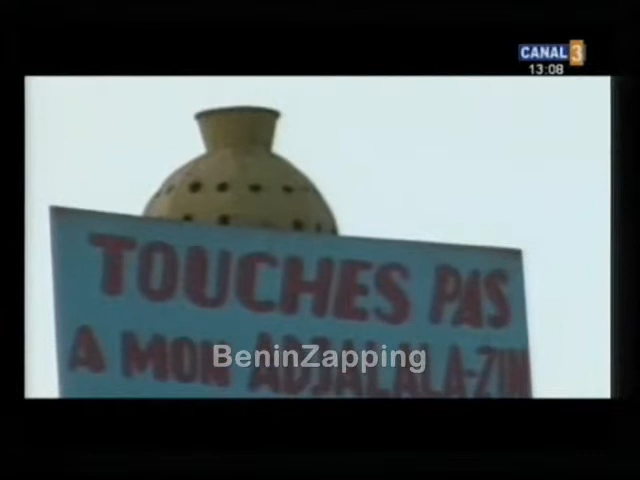 CANAL 3
13:08
TOUCHES PAS
A MON ADJALALA-ZIN
BeninZapping